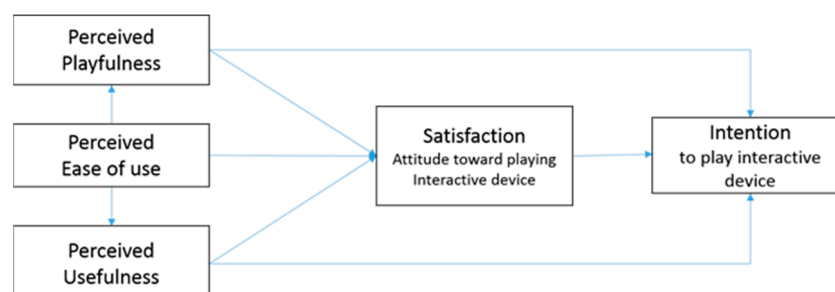 Perceived
Playfulness
Perceived
Ease of use
Perceived
Usefulness
Satisfaction
Attitude toward playing
Interactive device
Intention
to play interactive
device